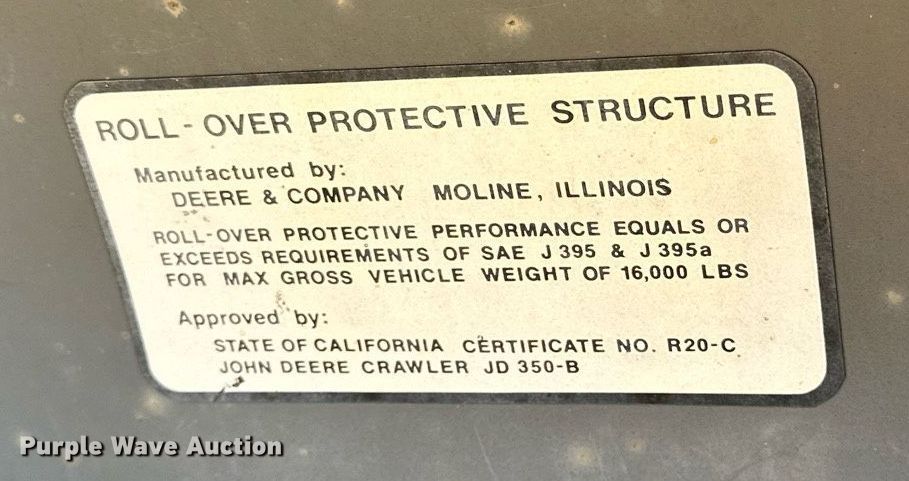 ROLL-OVER PROTECTIVE STRUCTURE
Manufactured by:
DEERE & COMPANY MOLINE, ILLINOIS
ROLL-OVER PROTECTIVE PERFORMANCE EQUALS OR
EXCEEDS REQUIREMENTS OF SAE J 395 & J 395a
FOR MAX GROSS VEHICLE WEIGHT OF 16,000 LBS
Approved by:
STATE OF CALIFORNIA CERTIFICATE NO. R20-C
JOHN DEERE CRAWLER JD 350-B
Purple Wave Auction